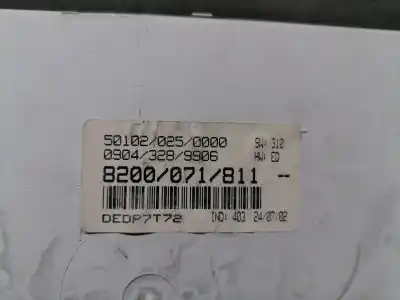 50102/025/0000 SW: 312
0904/328/9906 HW: ED
8200/071/811 --
DEDP7T72 IND: 403 24/07/02